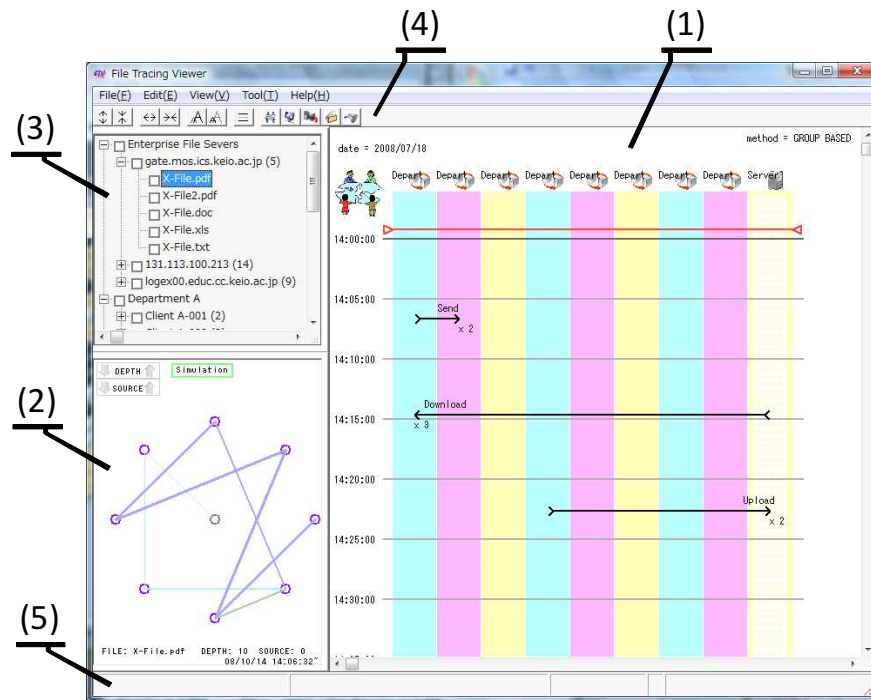 (4)
(1)
File Tracing Viewer
File(F) Edit(E) View(V) Tool(T) Help(H)
(3)
Enterprise File Severs
gate.mos.ics.keio.ac.jp (5)
X-File.pdf
X-File2.pdf
X-File.doc
X-File.xls
X-File.txt
131.113.100.213 (14)
logex00.educ.cc.keio.ac.jp (9)
Department A
Client A-001 (2)
date = 2008/07/18
method = GROUP BASED
Depart Depart Depart Depart Depart Depart Depart Depart Server
14:00:00
14:05:00
Send
x 2
14:10:00
Download
14:15:00
x 3
14:20:00
Upload
x 2
14:25:00
14:30:00
(2)
DEPTH
Simulation
SOURCE
FILE: X-File.pdf DEPTH: 10 SOURCE: 0
08/10/14 14:06:32"
(5)